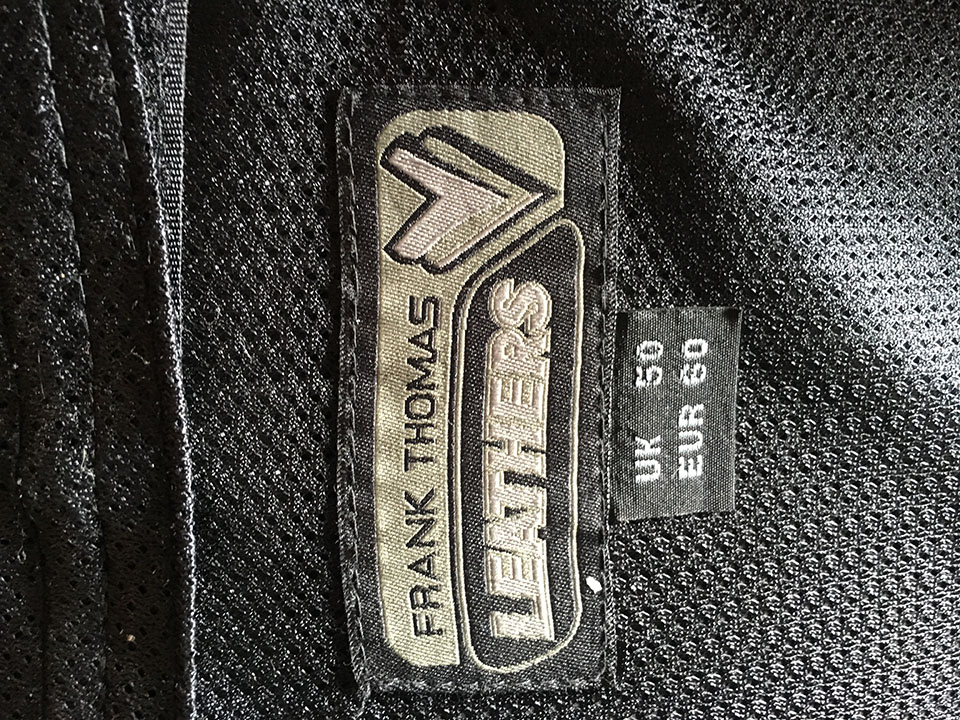 FRANK THOMAS
LEATHERS
UK 50
EUR 60